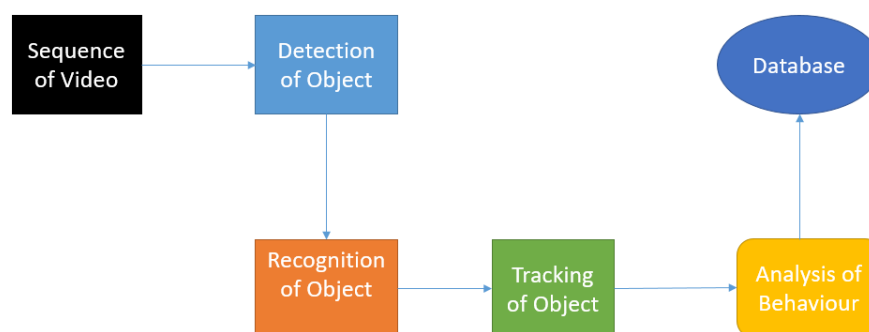 Sequence
of Video
Detection
of Object
Database
Recognition
of Object
Tracking
of Object
Analysis of
Behaviour